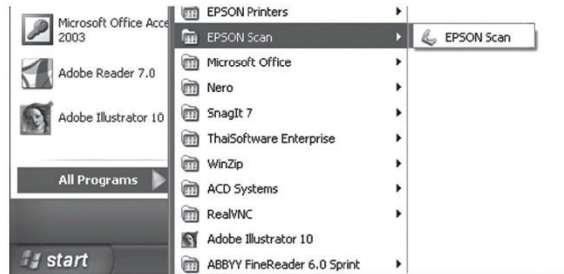 Microsoft Office Acce
2003
Adobe Reader 7.0
Adobe Illustrator 10
All Programs
start
EPSON Printers
EPSON Scan
Microsoft Office
Nero
SnagIt 7
ThaiSoftware Enterprise
WinZip
ACD Systems
RealVNC
Adobe Illustrator 10
ABBYY FineReader 6.0 Sprint
EPSON Scan